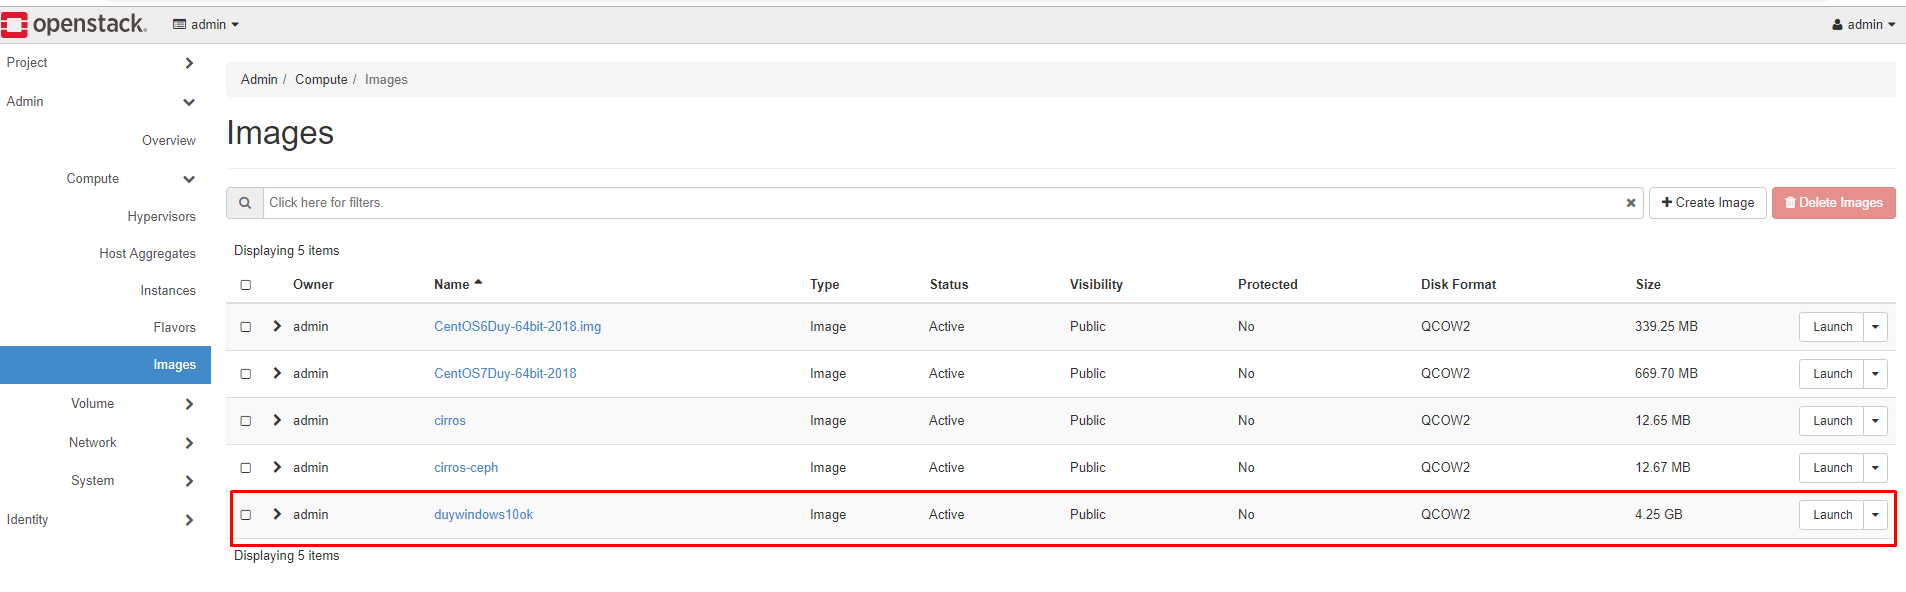 openstack. admin admin
Project
Admin
Overview
Compute
Hypervisors
Host Aggregates
Instances
Flavors
Images
Volume
Network
System
Identity
Admin / Compute / Images
Images
Click here for filters. Create Image Delete Images
Displaying 5 items
Owner Name Type Status Visibility Protected Disk Format Size
admin CentOS6Duy-64bit-2018.img Image Active Public No QCOW2 339.25 MB Launch
admin CentOS7Duy-64bit-2018 Image Active Public No QCOW2 669.70 MB Launch
admin cirros Image Active Public No QCOW2 12.65 MB Launch
admin cirros-ceph Image Active Public No QCOW2 12.67 MB Launch
admin duywindows10ok Image Active Public No QCOW2 4.25 GB Launch
Displaying 5 items